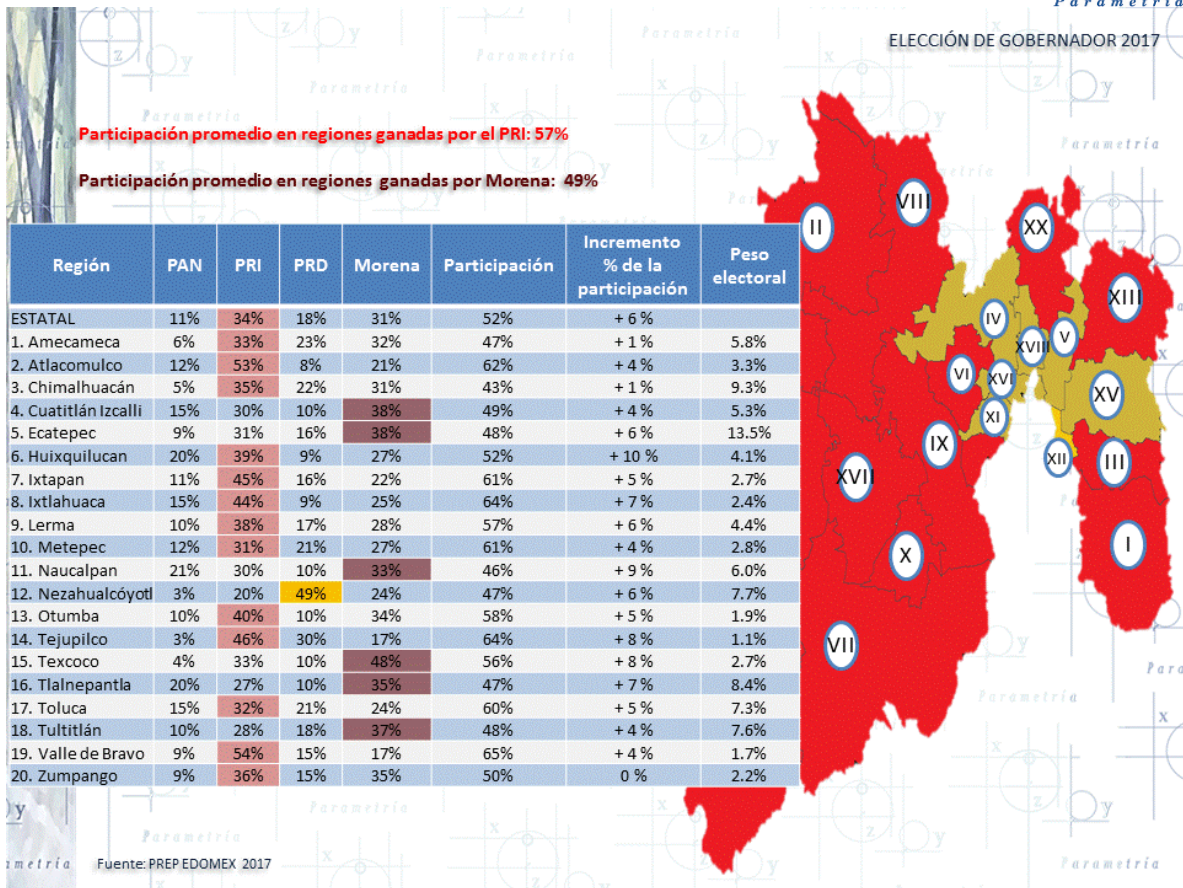 Parametría
ELECCIÓN DE GOBERNADOR 2017
Participación promedio en regiones ganadas por el PRI: 57%
Participación promedio en regiones ganadas por Morena: 49%
Región PAN PRI PRD Morena Participación Incremento % de la participación Peso electoral
ESTATAL 11% 34% 18% 31% 52% + 6 %
1. Amecameca 6% 33% 23% 32% 47% + 1 % 5.8%
2. Atlacomulco 12% 53% 8% 21% 62% + 4 % 3.3%
3. Chimalhuacán 5% 35% 22% 31% 43% + 1 % 9.3%
4. Cuatitlán Izcalli 15% 30% 10% 38% 49% + 4 % 5.3%
5. Ecatepec 9% 31% 16% 38% 48% + 6 % 13.5%
6. Huixquilucan 20% 39% 9% 27% 52% + 10 % 4.1%
7. Ixtapan 11% 45% 16% 22% 61% + 5 % 2.7%
8. Ixtlahuaca 15% 44% 9% 25% 64% + 7 % 2.4%
9. Lerma 10% 38% 17% 28% 57% + 6 % 4.4%
10. Metepec 12% 31% 21% 27% 61% + 4 % 2.8%
11. Naucalpan 21% 30% 10% 33% 46% + 9 % 6.0%
12. Nezahualcóyotl 3% 20% 49% 24% 47% + 6 % 7.7%
13. Otumba 10% 40% 10% 34% 58% + 5 % 1.9%
14. Tejupilco 3% 46% 30% 17% 64% + 8 % 1.1%
15. Texcoco 4% 33% 10% 48% 56% + 8 % 2.7%
16. Tlalnepantla 20% 27% 10% 35% 47% + 7 % 8.4%
17. Toluca 15% 32% 21% 24% 60% + 5 % 7.3%
18. Tultitlán 10% 28% 18% 37% 48% + 4 % 7.6%
19. Valle de Bravo 9% 54% 15% 17% 65% + 4 % 1.7%
20. Zumpango 9% 36% 15% 35% 50% 0 % 2.2%
II
VIII
XX
XIII
IV
XVIII
V
VI
XVI
XV
XI
IX
XII
III
XVII
X
I
VII
Fuente: PREP EDOMEX 2017